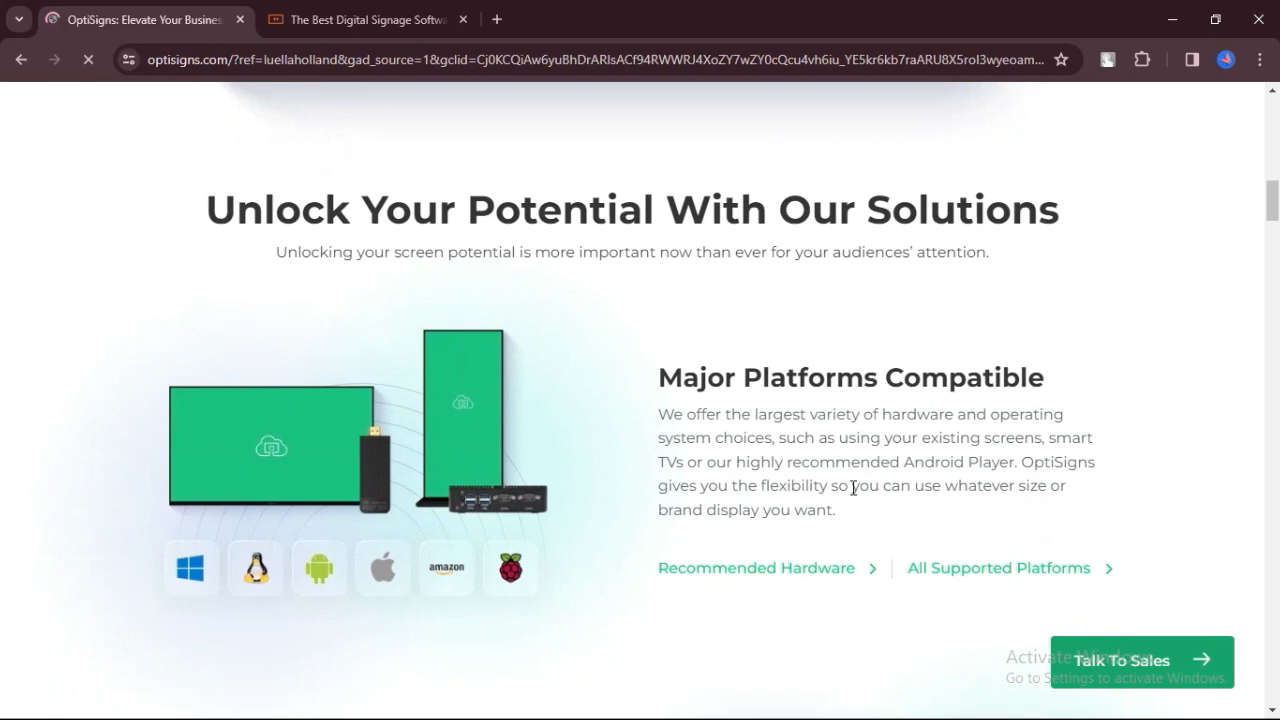 OptiSigns: Elevate Your Busines
The Best Digital Signage Softwa
optisigns.com/?ref=luellaholland&gad_source=1&gclid=Cj0KCQiAw6yuBhDrARIsACf94RWWRJ4XoZY7wZY0cQcu4vh6iu_YE5kr6kb7raARU8X5roI3wyeoam...
Unlock Your Potential With Our Solutions
Unlocking your screen potential is more important now than ever for your audiences’ attention.
Major Platforms Compatible
We offer the largest variety of hardware and operating
system choices, such as using your existing screens, smart
TVs or our highly recommended Android Player. OptiSigns
gives you the flexibility so you can use whatever size or
brand display you want.
amazon
Recommended Hardware
All Supported Platforms
Activate Windows
Talk To Sales
Go to Settings to activate Windows.